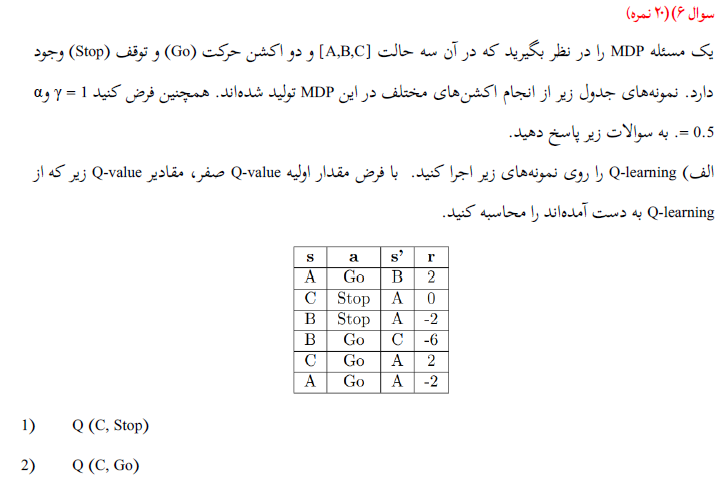 سوال ۶) (۲۰ نمره)
یک مسئله MDP را در نظر بگیرید که در آن سه حالت [A,B,C] و دو اکشن حرکت (Go) و توقف (Stop) وجود
دارد. نمونه‌های جدول زیر از انجام اکشن‌های مختلف در این MDP تولید شده‌اند. همچنین فرض کنید γ = 1 و α
= 0.5. به سوالات زیر پاسخ دهید.
الف) Q-learning را روی نمونه‌های زیر اجرا کنید. با فرض مقدار اولیه Q-value صفر، مقادیر Q-value زیر که از
Q-learning به دست آمده‌اند را محاسبه کنید.
s a s’ r
A Go B 2
C Stop A 0
B Stop A -2
B Go C -6
C Go A 2
A Go A -2
1) Q (C, Stop)
2) Q (C, Go)